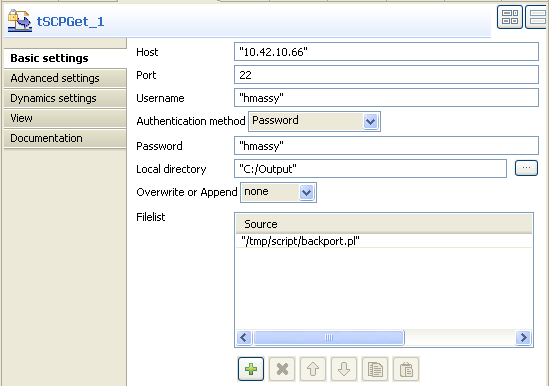 tSCPGet_1
Basic settings
Advanced settings
Dynamics settings
View
Documentation
Host "10.42.10.66"
Port 22
Username "hmassy"
Authentication method Password
Password "hmassy"
Local directory "C:/Output" ...
Overwrite or Append none
Filelist
Source
"/tmp/script/backport.pl"